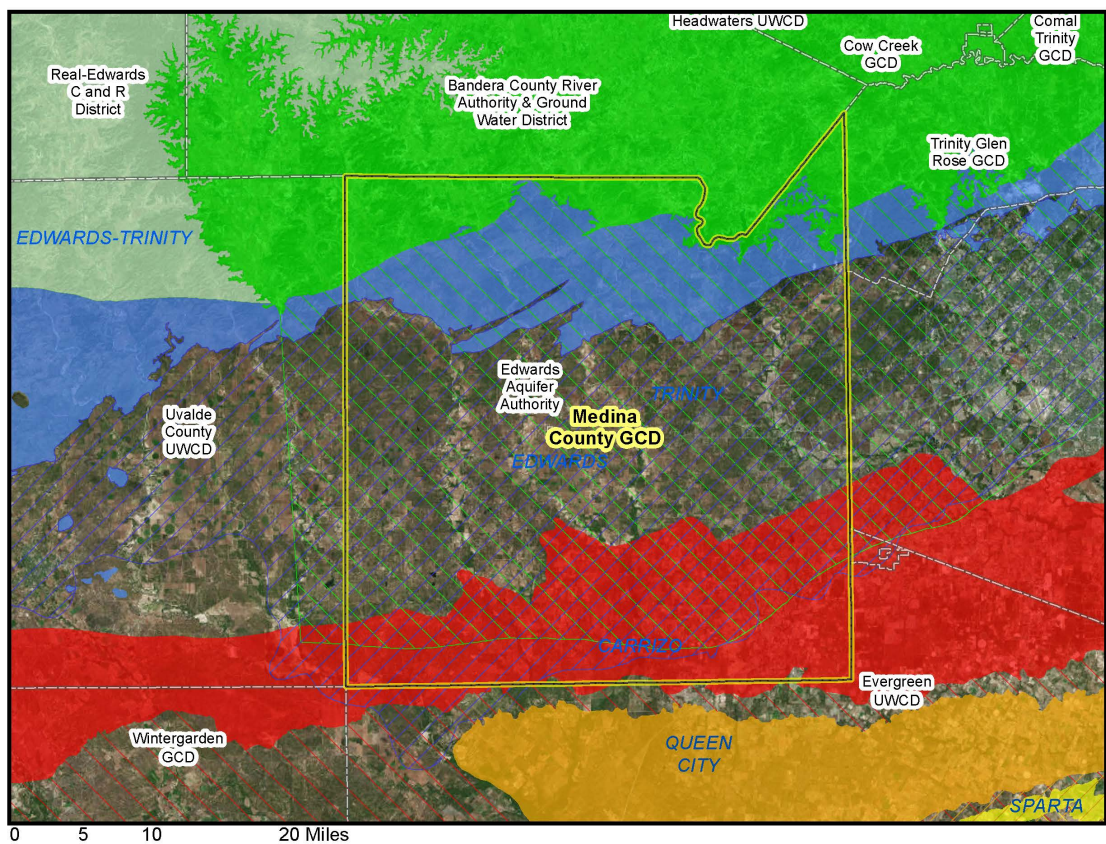 Headwaters UWCD
Comal
Trinity
GCD
Cow Creek
GCD
Real-Edwards
C and R
District
Bandera County River
Authority & Ground
Water District
Trinity Glen
Rose GCD
EDWARDS-TRINITY
Edwards
Aquifer
Authority
TRINITY
Uvalde
County
UWCD
Medina
County GCD
EDWARDS
CARRIZO
Evergreen
UWCD
Wintergarden
GCD
QUEEN
CITY
SPARTA
0 5 10 20 Miles